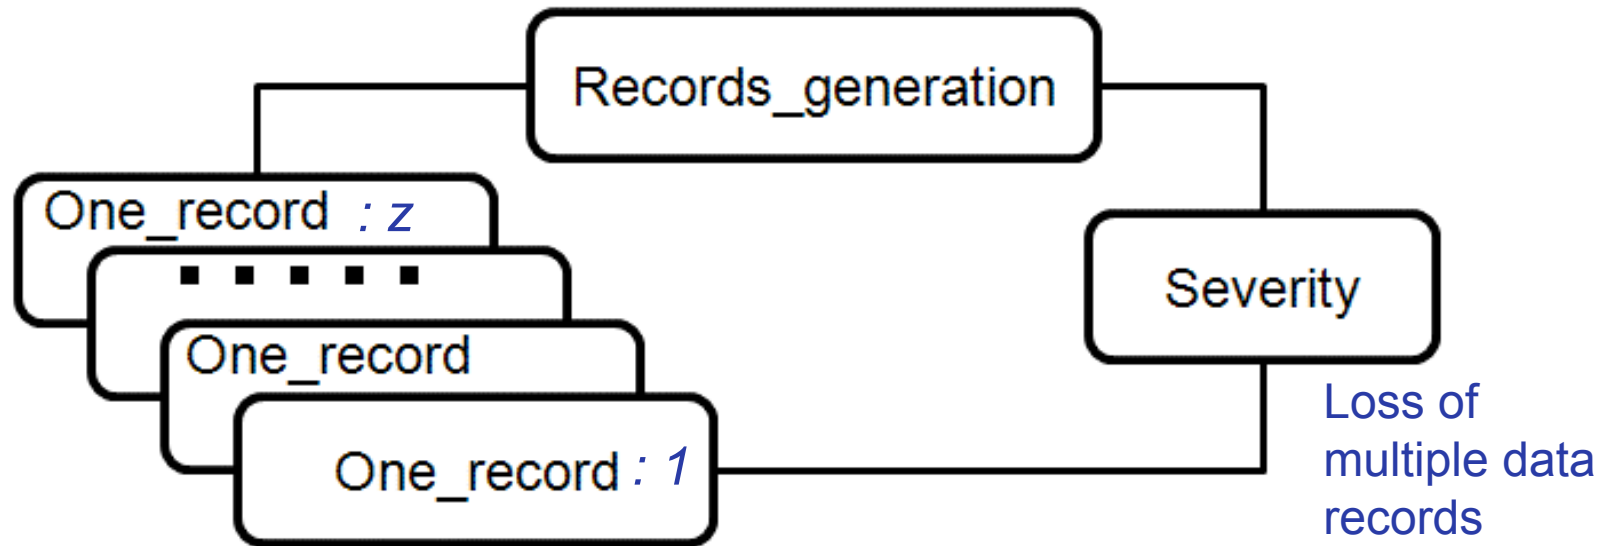 Records_generation
One_record : z
One_record
One_record : 1
Severity
Loss of
multiple data
records